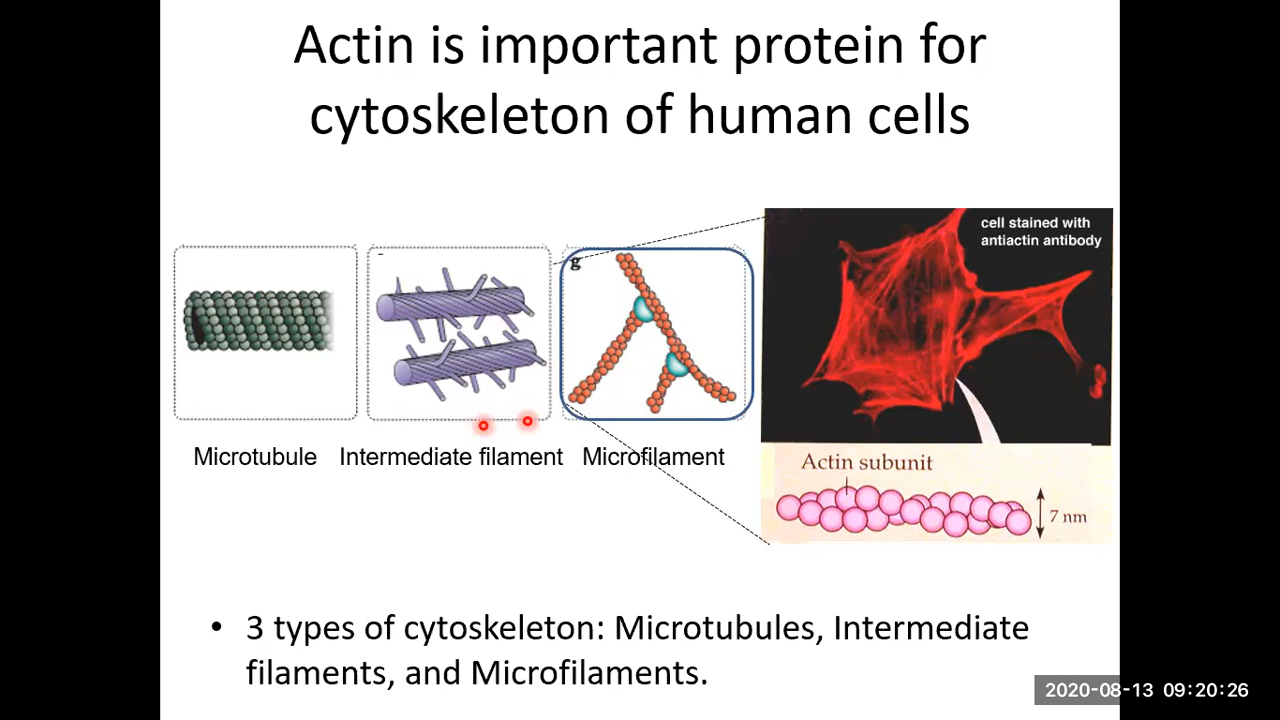 Actin is important protein for
cytoskeleton of human cells
cell stained with
antiactin antibody
g
Microtubule
Intermediate filament
Microfilament
Actin subunit
7 nm
• 3 types of cytoskeleton: Microtubules, Intermediate
filaments, and Microfilaments.
2020-08-13 09:20:26